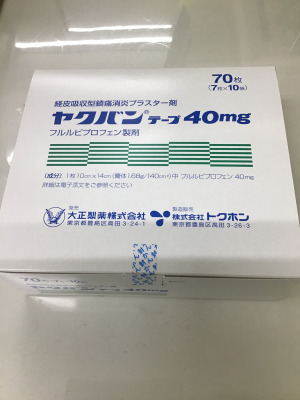 70枚
(7枚×10袋)
経皮吸収型鎮痛消炎プラスター剤
ヤクバン®テープ40mg
フルルビプロフェン製剤
(成分) 1枚10cm×14cm(膏体1.68g/140cm²)中 フルルビプロフェン 40mg
詳細は電子添文をご参照ください
発売
大正製薬株式会社
東京都豊島区高田3-24-1
製造販売
株式会社トクホン
東京都豊島区高田3-26-3